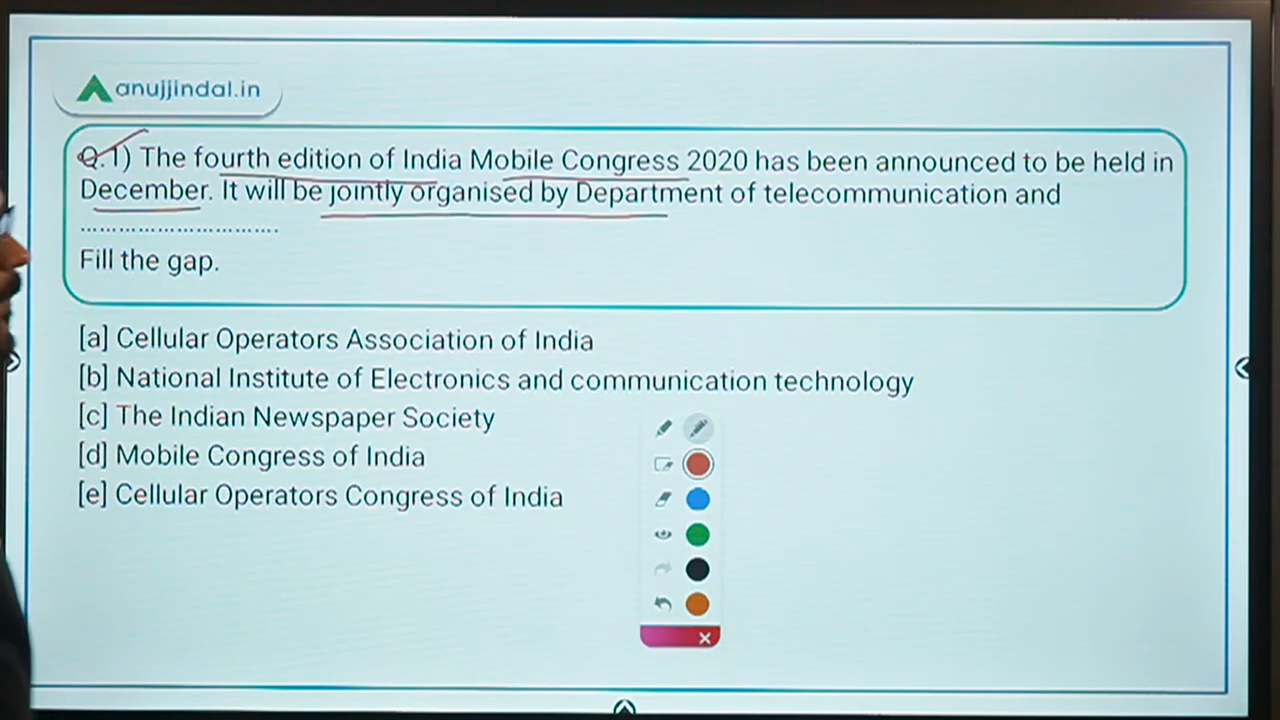 anujjindal.in
Q.1) The fourth edition of India Mobile Congress 2020 has been announced to be held in
December. It will be jointly organised by Department of telecommunication and
...............................
Fill the gap.
[a] Cellular Operators Association of India
[b] National Institute of Electronics and communication technology
[c] The Indian Newspaper Society
[d] Mobile Congress of India
[e] Cellular Operators Congress of India